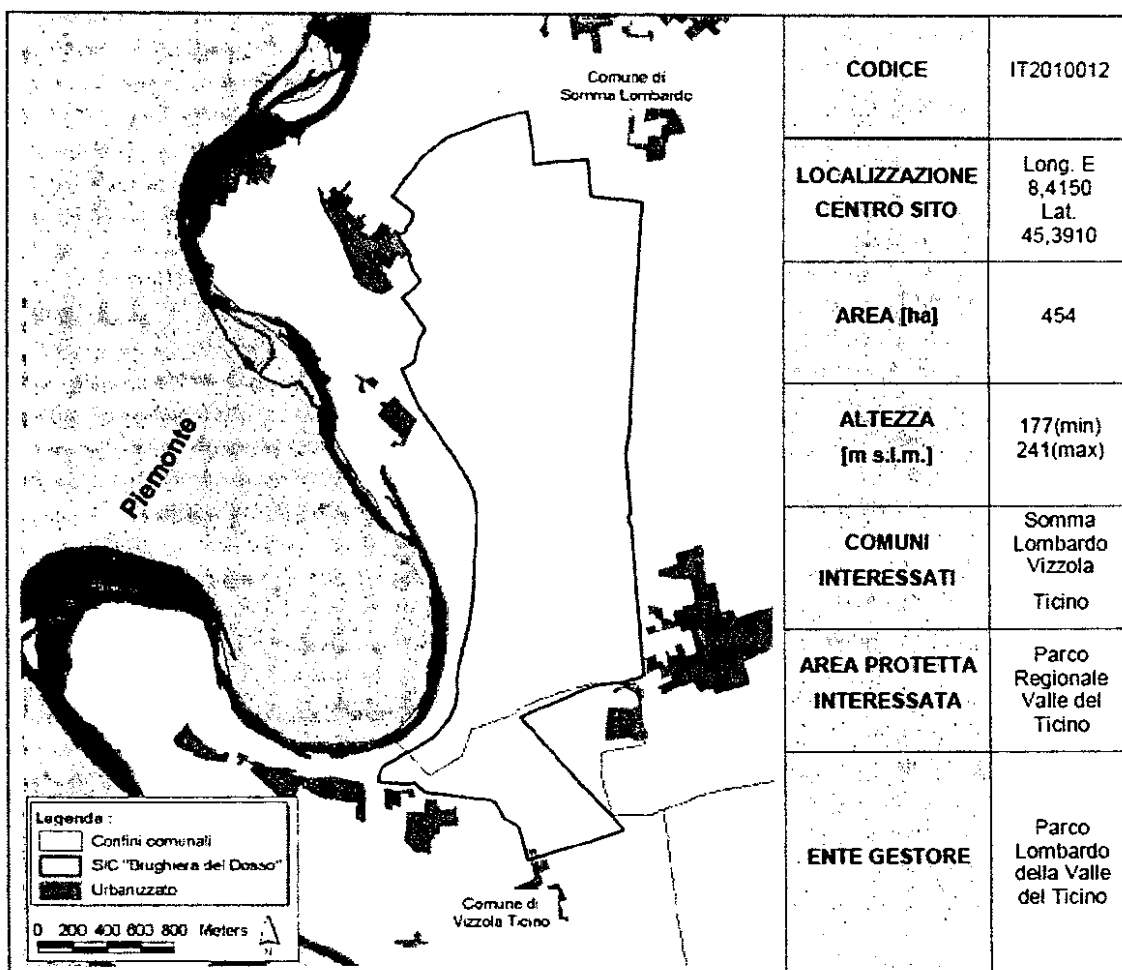 Comune di
Somma Lombardo
Piemonte
Legenda :
Confini comunali
SIC "Brughiera del Dosso"
Urbanizzato
0 200 400 600 800 Meters
N
Comune di
Vizzola Ticino
CODICE
IT2010012
LOCALIZZAZIONE
CENTRO SITO
Long. E
8,4150
Lat.
45,3910
AREA [ha]
454
ALTEZZA
[m s.l.m.]
177(min)
241(max)
COMUNI
INTERESSATI
Somma
Lombardo
Vizzola
Ticino
AREA PROTETTA
INTERESSATA
Parco
Regionale
Valle del
Ticino
ENTE GESTORE
Parco
Lombardo
della Valle
del Ticino